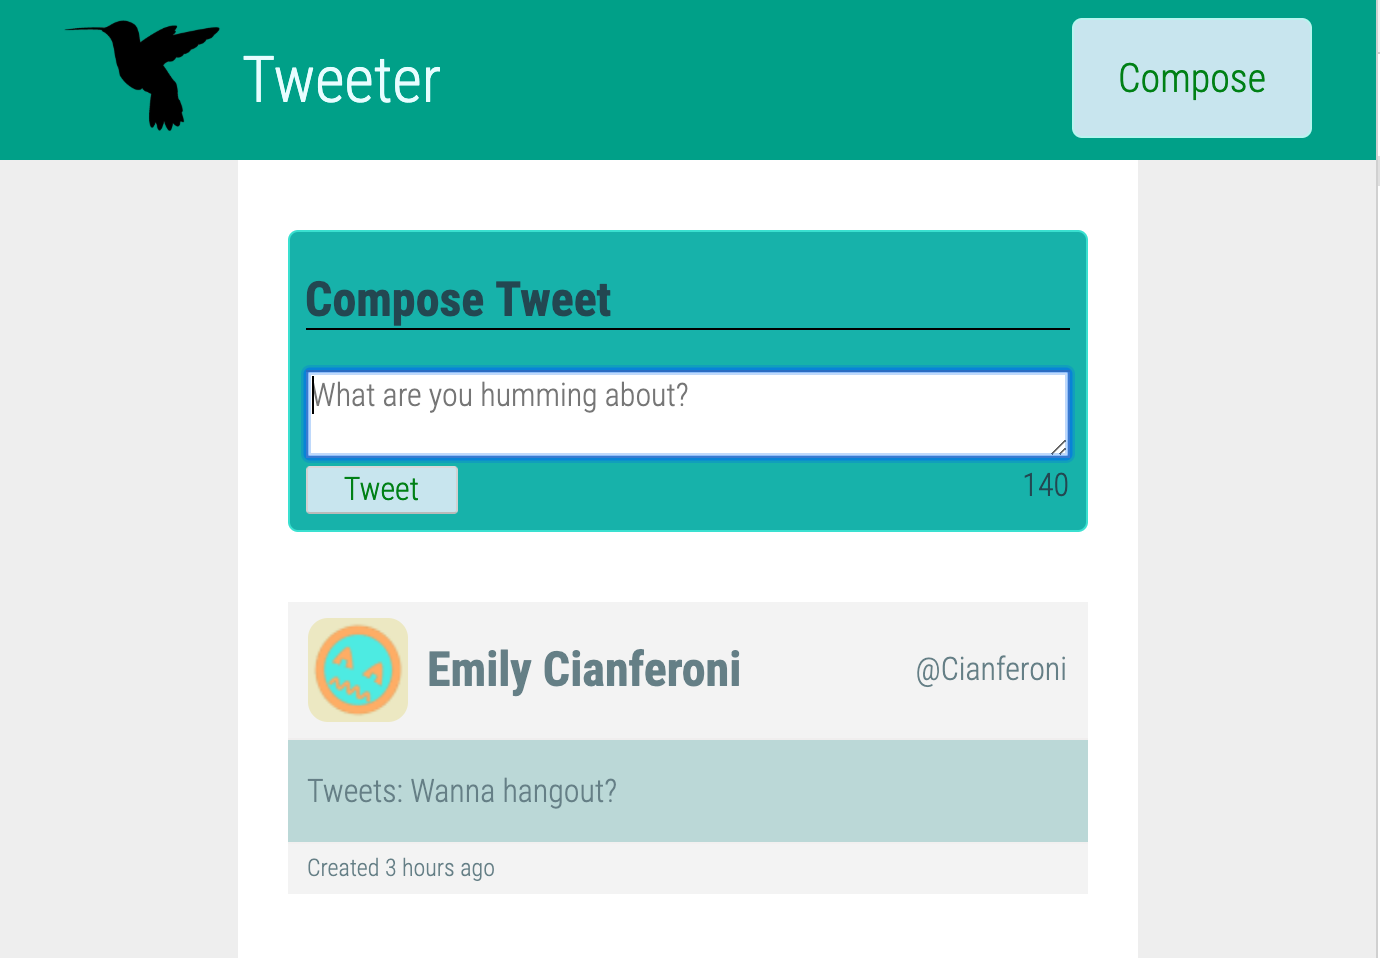 Tweeter
Compose
Compose Tweet
What are you humming about?
Tweet
140
Emily Cianferoni
@Cianferoni
Tweets: Wanna hangout?
Created 3 hours ago